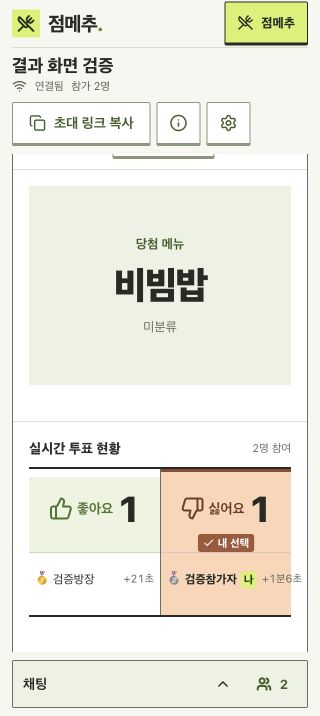 점메추.
점메추
결과 화면 검증
연결됨 참가 2명
초대 링크 복사
당첨 메뉴
비빔밥
미분류
실시간 투표 현황
2명 참여
좋아요 1
싫어요 1
내 선택
검증방장 +21초
검증참가자 나 +1분6초
채팅
2